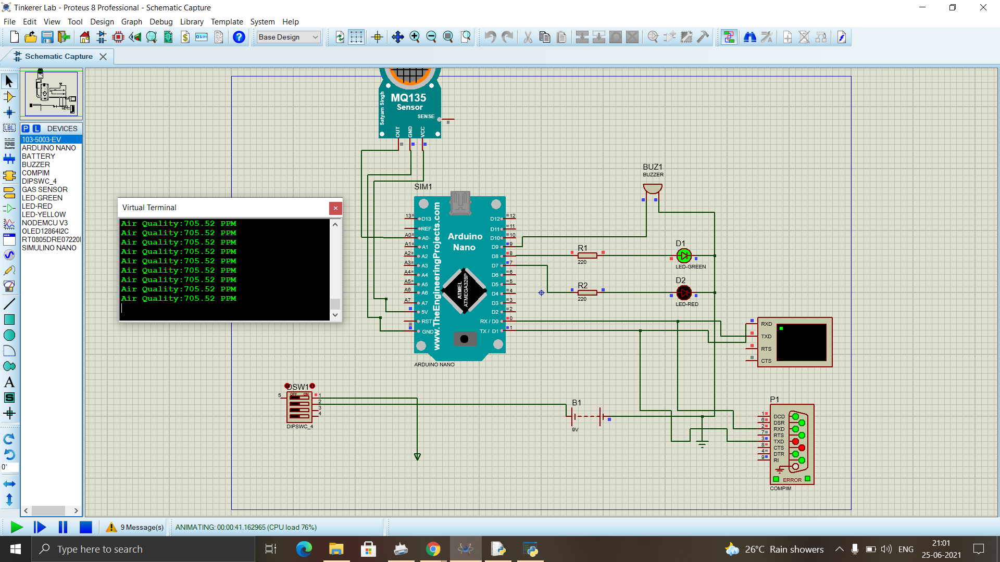 Tinkerer Lab - Proteus 8 Professional - Schematic Capture
File Edit View Tool Design Graph Debug Library Template System Help
Base Design
Schematic Capture
P L DEVICES
103-5003-EV
ARDUINO NANO
BATTERY
BUZZER
COMPIM
DIPSWC_4
GAS SENSOR
LED-GREEN
LED-RED
LED-YELLOW
NODEMCU V3
OLED12864I2C
RT0805DRE07220
SIMULINO NANO
LBL
A
S
0°
Satyam Singh
MQ135
Sensor
SENSE
OUT
GND
VCC
Virtual Terminal
Air Quality:705.52 PPM
Air Quality:705.52 PPM
Air Quality:705.52 PPM
Air Quality:705.52 PPM
Air Quality:705.52 PPM
Air Quality:705.52 PPM
Air Quality:705.52 PPM
Air Quality:705.52 PPM
Air Quality:705.52 PPM
SIM1
www.TheEngineeringProjects.com
Arduino
Nano
ATMEL
ATMEGA328P
13 D13
REF
A0 A0
A1 A1
A2 A2
A3 A3
A4 A4
A5 A5
A6 A6
A7 A7
5V
RST
GND
D12 12
D11 11
D10 10
D9 9
D8 8
D7 7
D6 6
D5 5
D4 4
D3 3
D2 2
RX / D0 0
TX / D1 1
ARDUINO NANO
BUZ1
BUZZER
R1
220
D1
LED-GREEN
R2
220
D2
LED-RED
RXD
TXD
RTS
CTS
DSW1
OFF ON
5
1
2
3
4
DIPSWC_4
B1
9V
P1
1 DCD
6 DSR
2 RXD
7 RTS
3 TXD
8 CTS
4 DTR
9 RI
ERROR
COMPIM
9 Message(s)
ANIMATING: 00:00:41.162965 (CPU load 76%)
Type here to search
26°C Rain showers
ENG
21:01
25-06-2021